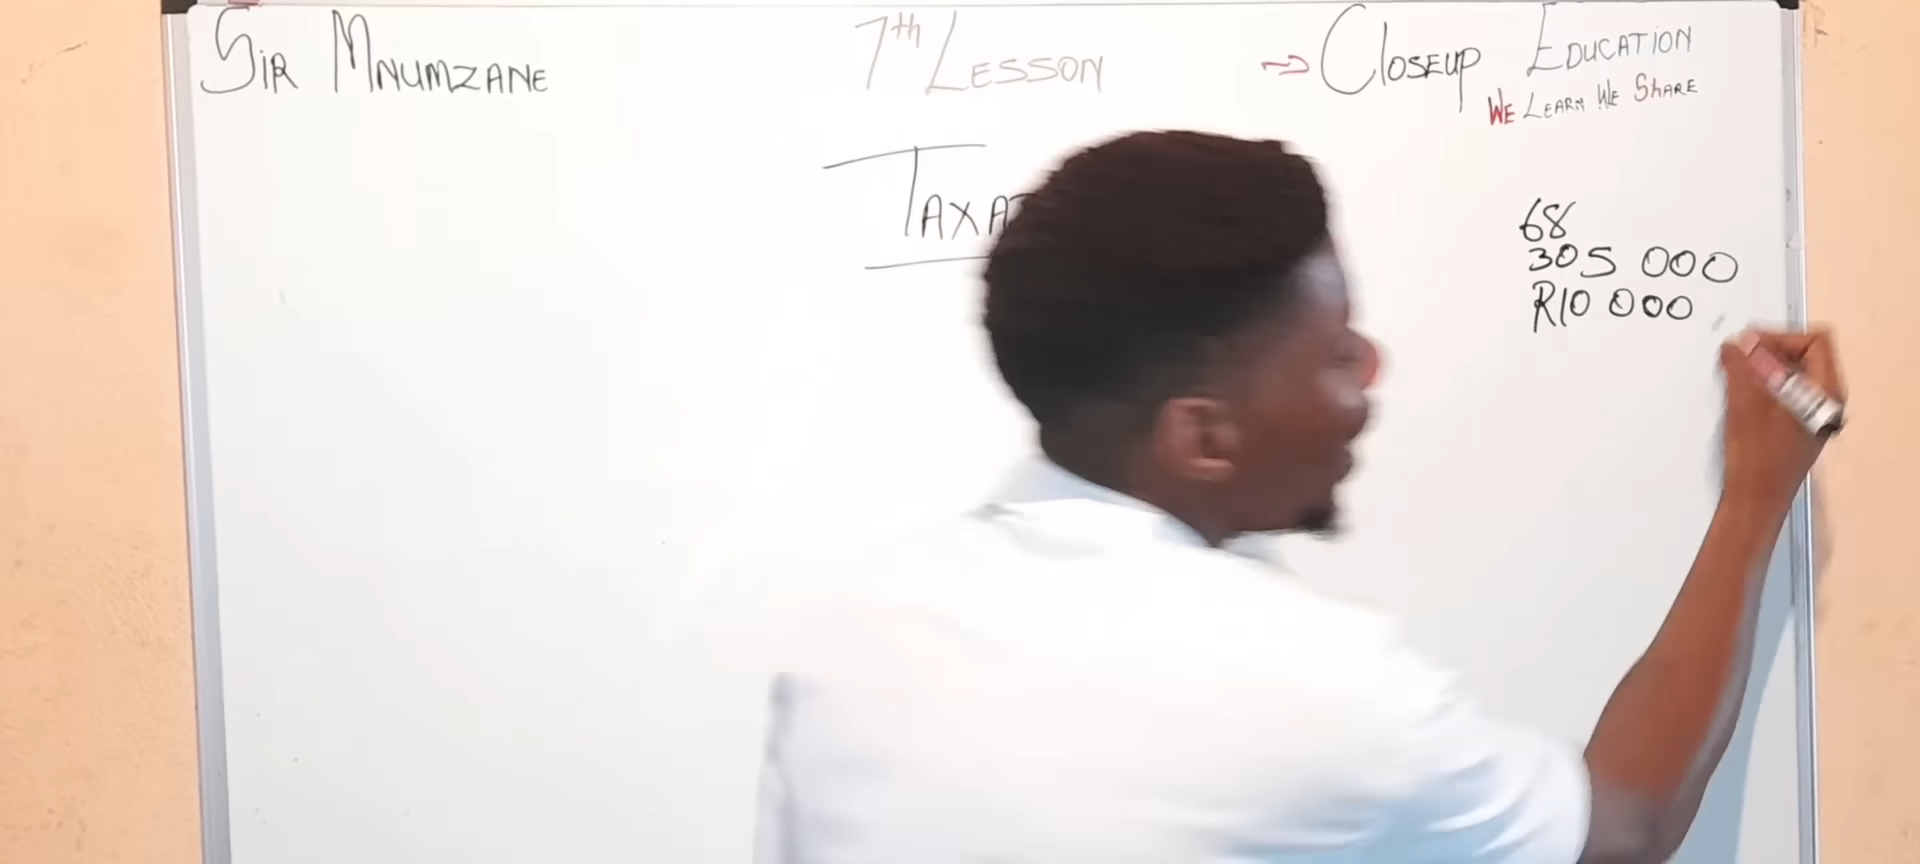 Sir Mnumzane
7th Lesson
→ Closeup Education
We Learn We Share
68
305 000
R10 000